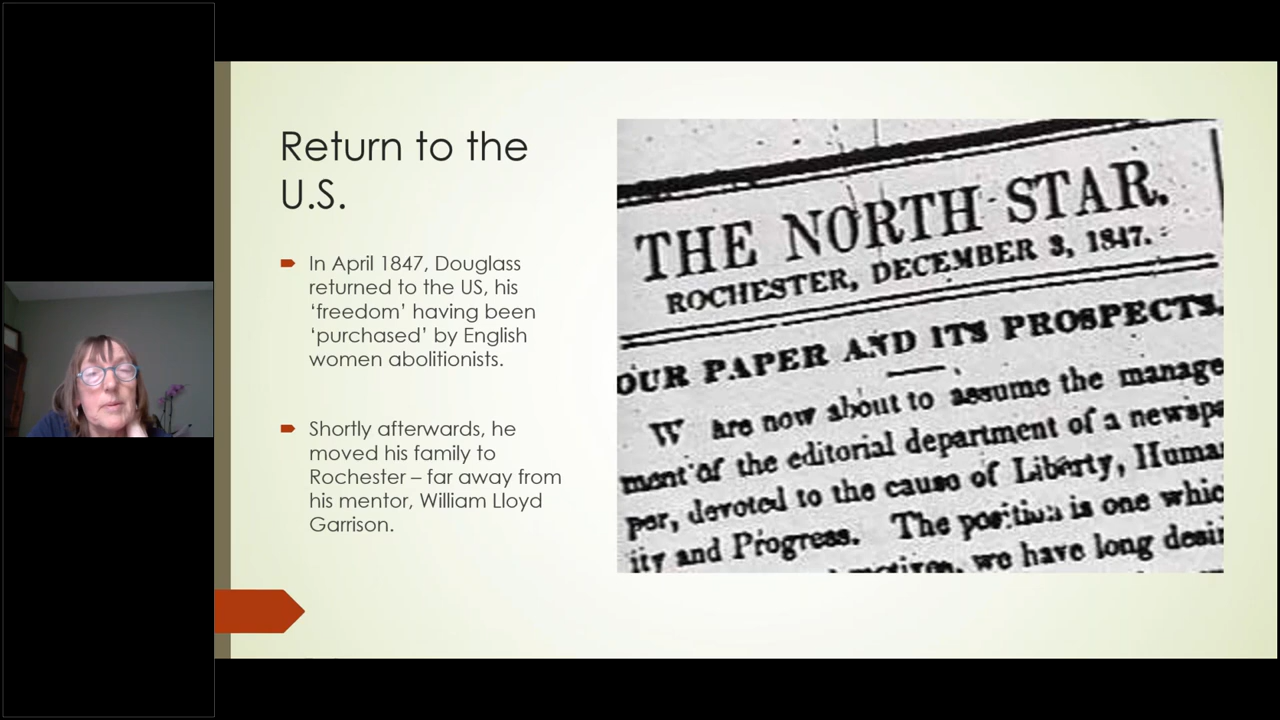 Return to the
U.S.
In April 1847, Douglass
returned to the US, his
‘freedom’ having been
‘purchased’ by English
women abolitionists.
Shortly afterwards, he
moved his family to
Rochester – far away from
his mentor, William Lloyd
Garrison.
THE NORTH STAR.
ROCHESTER, DECEMBER 3, 1847.
OUR PAPER AND ITS PROSPECTS.
W are now about to assume the manage
ment of the editorial department of a newspa
per, devoted to the cause of Liberty, Human
ity and Progress. The position is one whic
we have long desir